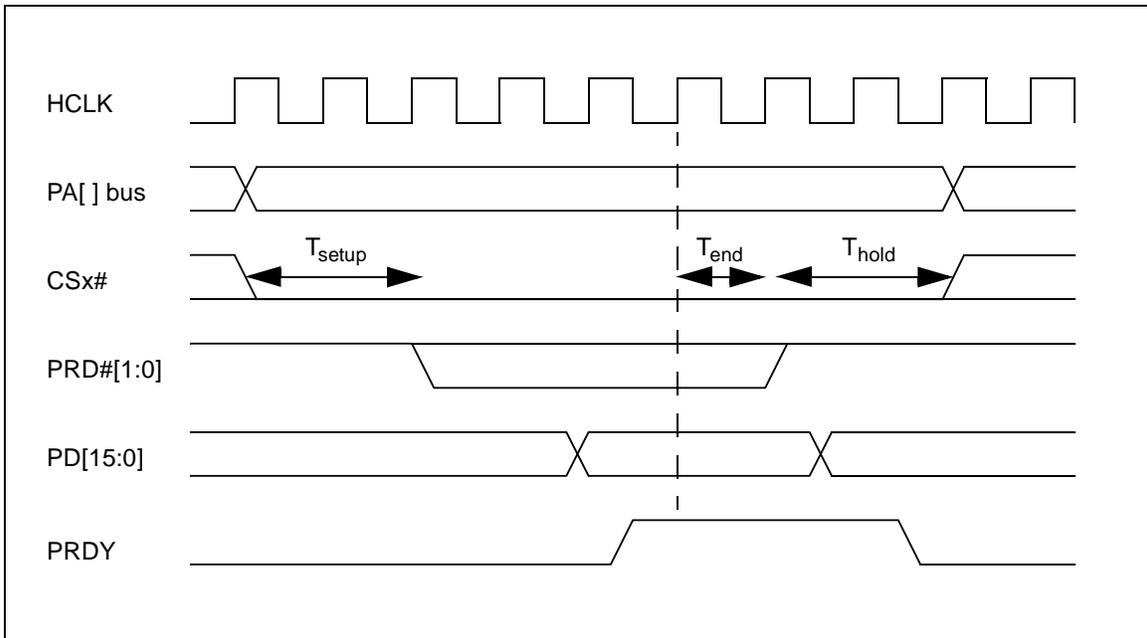 HCLK
PA[ ] bus
CSx#
Tsetup
Tend
Thold
PRD#[1:0]
PD[15:0]
PRDY